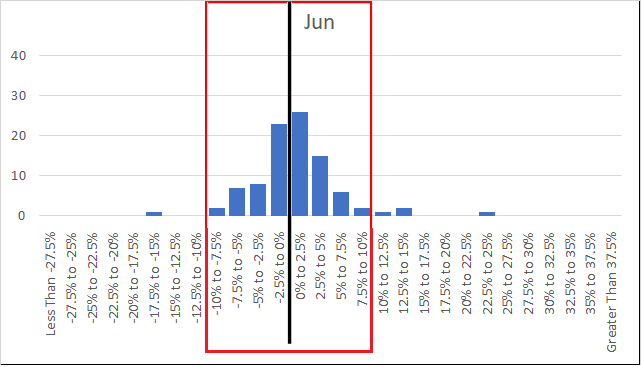 Jun
40
30
20
10
0
Less Than -27.5%
-27.5% to -25%
-25% to -22.5%
-22.5% to -20%
-20% to -17.5%
-17.5% to -15%
-15% to -12.5%
-12.5% to -10%
-10% to -7.5%
-7.5% to -5%
-5% to -2.5%
-2.5% to 0%
0% to 2.5%
2.5% to 5%
5% to 7.5%
7.5% to 10%
10% to 12.5%
12.5% to 15%
15% to 17.5%
17.5% to 20%
20% to 22.5%
22.5% to 25%
25% to 27.5%
27.5% to 30%
30% to 32.5%
32.5% to 35%
35% to 37.5%
Greater Than 37.5%